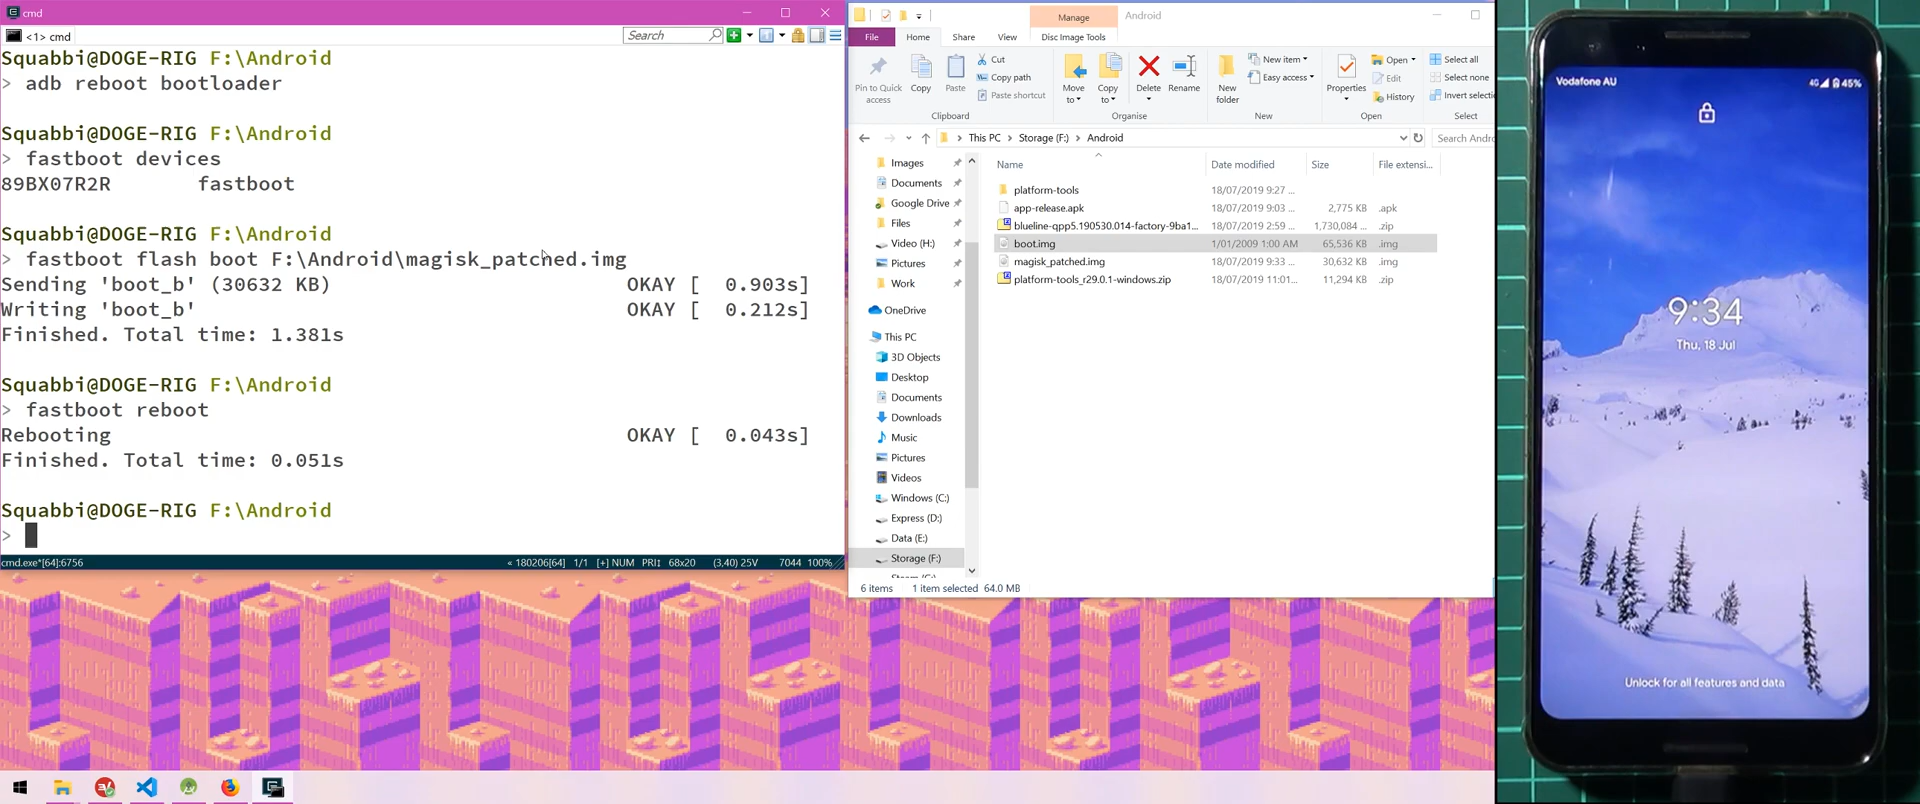 cmd
<1> cmd
Search
Squabbi@DOGE-RIG F:\Android
> adb reboot bootloader
Squabbi@DOGE-RIG F:\Android
> fastboot devices
89BX07R2R fastboot
Squabbi@DOGE-RIG F:\Android
> fastboot flash boot F:\Android\magisk_patched.img
Sending 'boot_b' (30632 KB) OKAY [ 0.903s]
Writing 'boot_b' OKAY [ 0.212s]
Finished. Total time: 1.381s
Squabbi@DOGE-RIG F:\Android
> fastboot reboot
Rebooting OKAY [ 0.043s]
Finished. Total time: 0.051s
Squabbi@DOGE-RIG F:\Android
>
cmd.exe*[64]:6756 « 180206[64] 1/1 [+] NUM PRI↕ 68x20 (3,40) 25V 7044 100%
Manage Android
File Home Share View Disc Image Tools
Pin to Quick access
Copy
Paste
Cut
Copy path
Paste shortcut
Clipboard
Move to
Copy to
Delete
Rename
Organise
New folder
New item
Easy access
New
Properties
Open
Edit
History
Open
Select all
Select none
Invert selecti
Select
This PC > Storage (F:) > Android
Search Andro
Images
Documents
Google Drive
Files
Video (H:)
Pictures
Work
OneDrive
This PC
3D Objects
Desktop
Documents
Downloads
Music
Pictures
Videos
Windows (C:)
Express (D:)
Data (E:)
Storage (F:)
Name Date modified Size File extensi...
platform-tools 18/07/2019 9:27 ...
app-release.apk 18/07/2019 9:03 ... 2,775 KB .apk
blueline-qpp5.190530.014-factory-9ba1... 18/07/2019 2:59 ... 1,730,084 ... .zip
boot.img 1/01/2009 1:00 AM 65,536 KB .img
magisk_patched.img 18/07/2019 9:33 ... 30,632 KB .img
platform-tools_r29.0.1-windows.zip 18/07/2019 11:01... 11,294 KB .zip
6 items 1 item selected 64.0 MB
Vodafone AU 4G 45%
9:34
Thu, 18 Jul
Unlock for all features and data